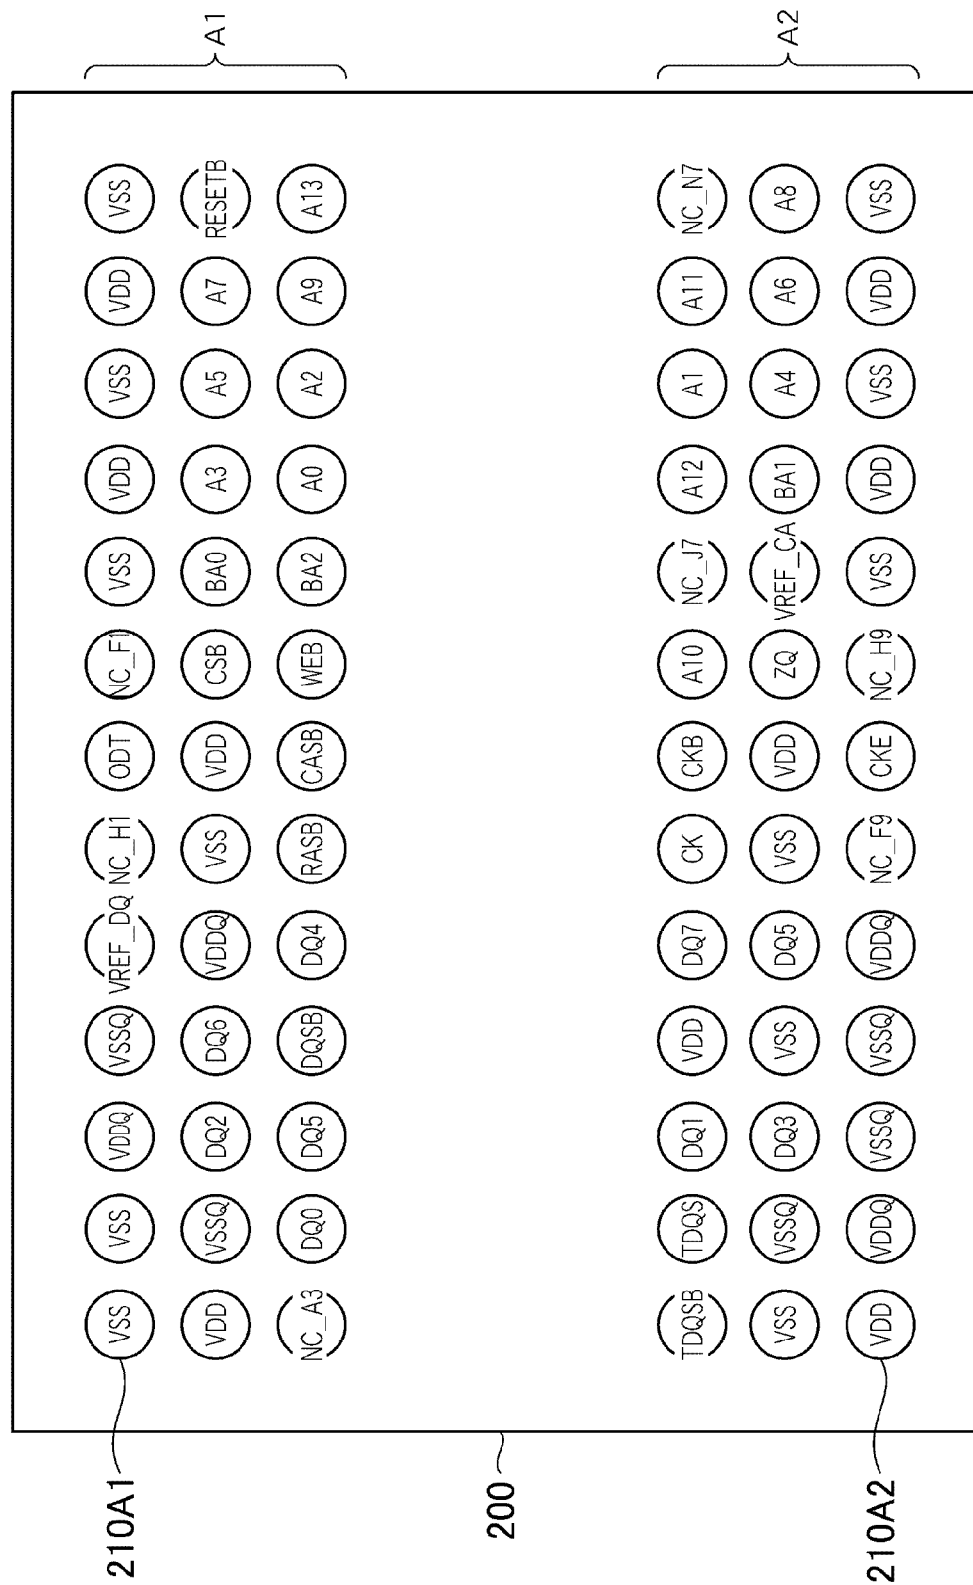 210A1 VSS VSS VDDQ VSSQ VREF_DQ NC_H1 ODT NC_F1 VSS VDD VSS VDD VSS
VDD VSSQ DQ2 DQ6 VDDQ VSS VDD CSB BA0 A3 A5 A7 RESETB A1
NC_A3 DQ0 DQ5 DQSB DQ4 RASB CASB WEB BA2 A0 A2 A9 A13
200
TDQSB TDQS DQ1 VDD DQ7 CK CKB A10 NC_J7 A12 A1 A11 NC_N7
VSS VSSQ DQ3 VSS DQ5 VSS VDD ZQ VREF_CA BA1 A4 A6 A8 A2
210A2 VDD VDDQ VSSQ VSSQ VDDQ NC_F9 CKE NC_H9 VSS VDD VSS VDD VSS